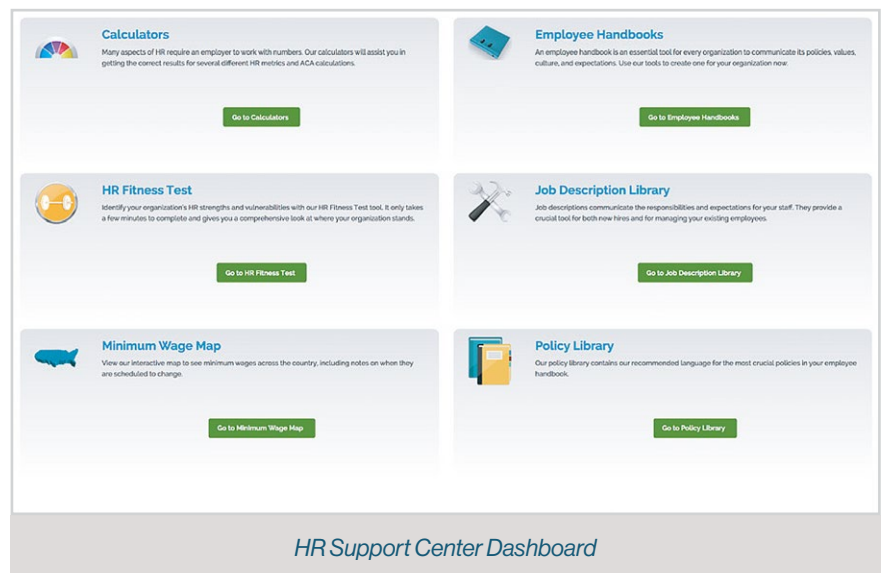 Calculators
Many aspects of HR require an employer to work with numbers. Our calculators will assist you in
getting the correct results for several different HR metrics and ACA calculations.
Go to Calculators
Employee Handbooks
An employee handbook is an essential tool for every organization to communicate its policies, values,
culture, and expectations. Use our tools to create one for your organization now.
Go to Employee Handbooks
HR Fitness Test
Identify your organization's HR strengths and vulnerabilities with our HR Fitness Test tool. It only takes
a few minutes to complete and gives you a comprehensive look at where your organization stands.
Go to HR Fitness Test
Job Description Library
Job descriptions communicate the responsibilities and expectations for your staff. They provide a
crucial tool for both new hires and for managing your existing employees.
Go to Job Description Library
Minimum Wage Map
View our interactive map to see minimum wages across the country, including notes on when they
are scheduled to change.
Go to Minimum Wage Map
Policy Library
Our policy library contains our recommended language for the most crucial policies in your employee
handbook.
Go to Policy Library
HR Support Center Dashboard